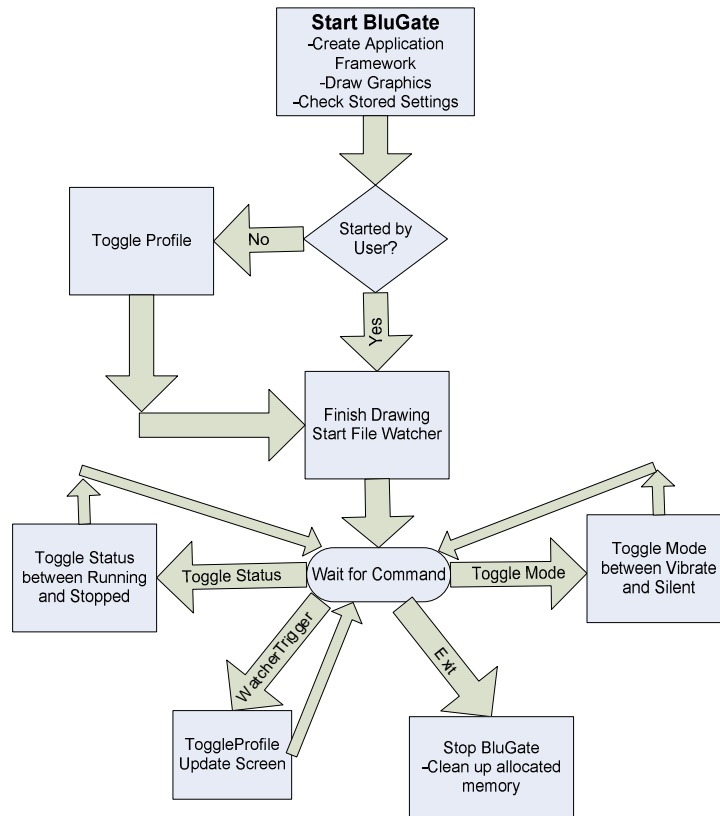 Start BluGate
-Create Application
Framework
-Draw Graphics
-Check Stored Settings
Started by
User?
No
Toggle Profile
Yes
Finish Drawing
Start File Watcher
Toggle Status
between Running
and Stopped
Toggle Status
Wait for Command
Toggle Mode
Toggle Mode
between Vibrate
and Silent
WatcherTrigger
Exit
ToggleProfile
Update Screen
Stop BluGate
-Clean up allocated
memory